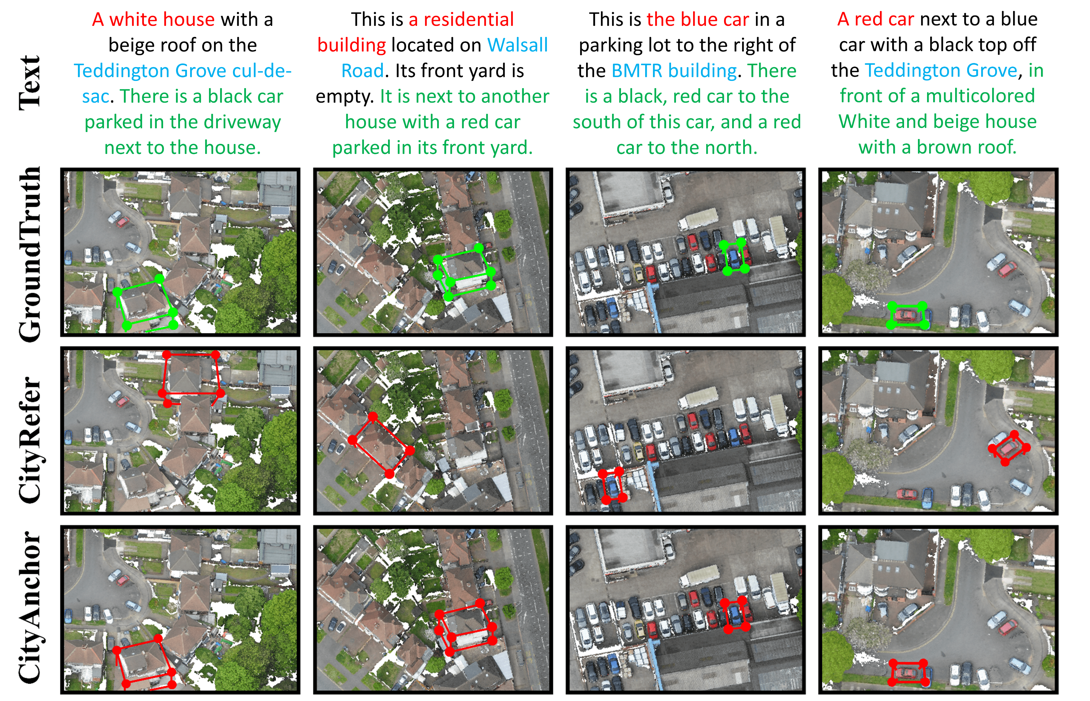 Text
A white house with a
beige roof on the
Teddington Grove cul-de-
sac. There is a black car
parked in the driveway
next to the house.
This is a residential
building located on Walsall
Road. Its front yard is
empty. It is next to another
house with a red car
parked in its front yard.
This is the blue car in a
parking lot to the right of
the BMTR building. There
is a black, red car to the
south of this car, and a red
car to the north.
A red car next to a blue
car with a black top off
the Teddington Grove, in
front of a multicolored
White and beige house
with a brown roof.
GroundTruth
CityRefer
CityAnchor